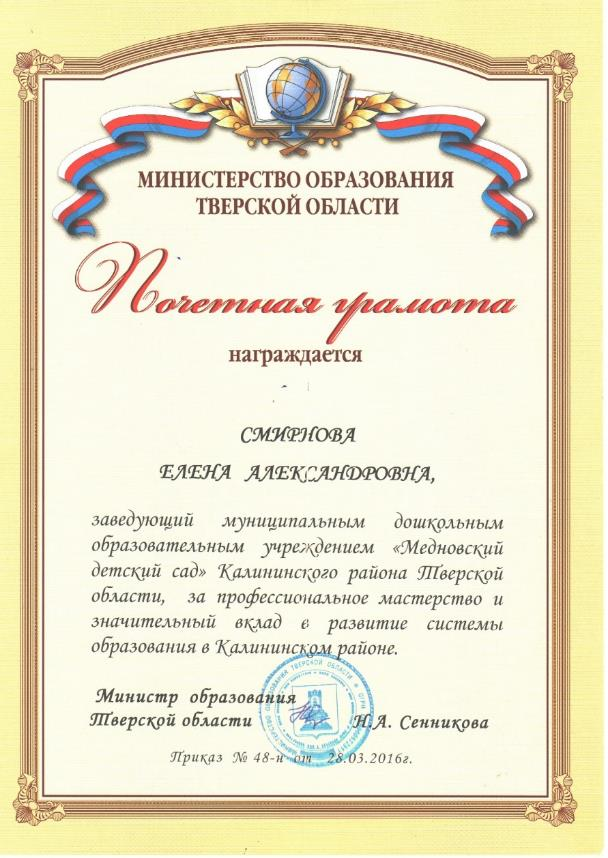 МИНИСТЕРСТВО ОБРАЗОВАНИЯ
ТВЕРСКОЙ ОБЛАСТИ
Почетная грамота
награждается
СМИРНОВА
ЕЛЕНА АЛЕКСАНДРОВНА,
заведующий муниципальным дошкольным
образовательным учреждением «Медновский
детский сад» Калининского района Тверской
области, за профессиональное мастерство и
значительный вклад в развитие системы
образования в Калининском районе.
Министр образования
Тверской области Н.А. Сенникова
Приказ № 48-н от 28.03.2016г.